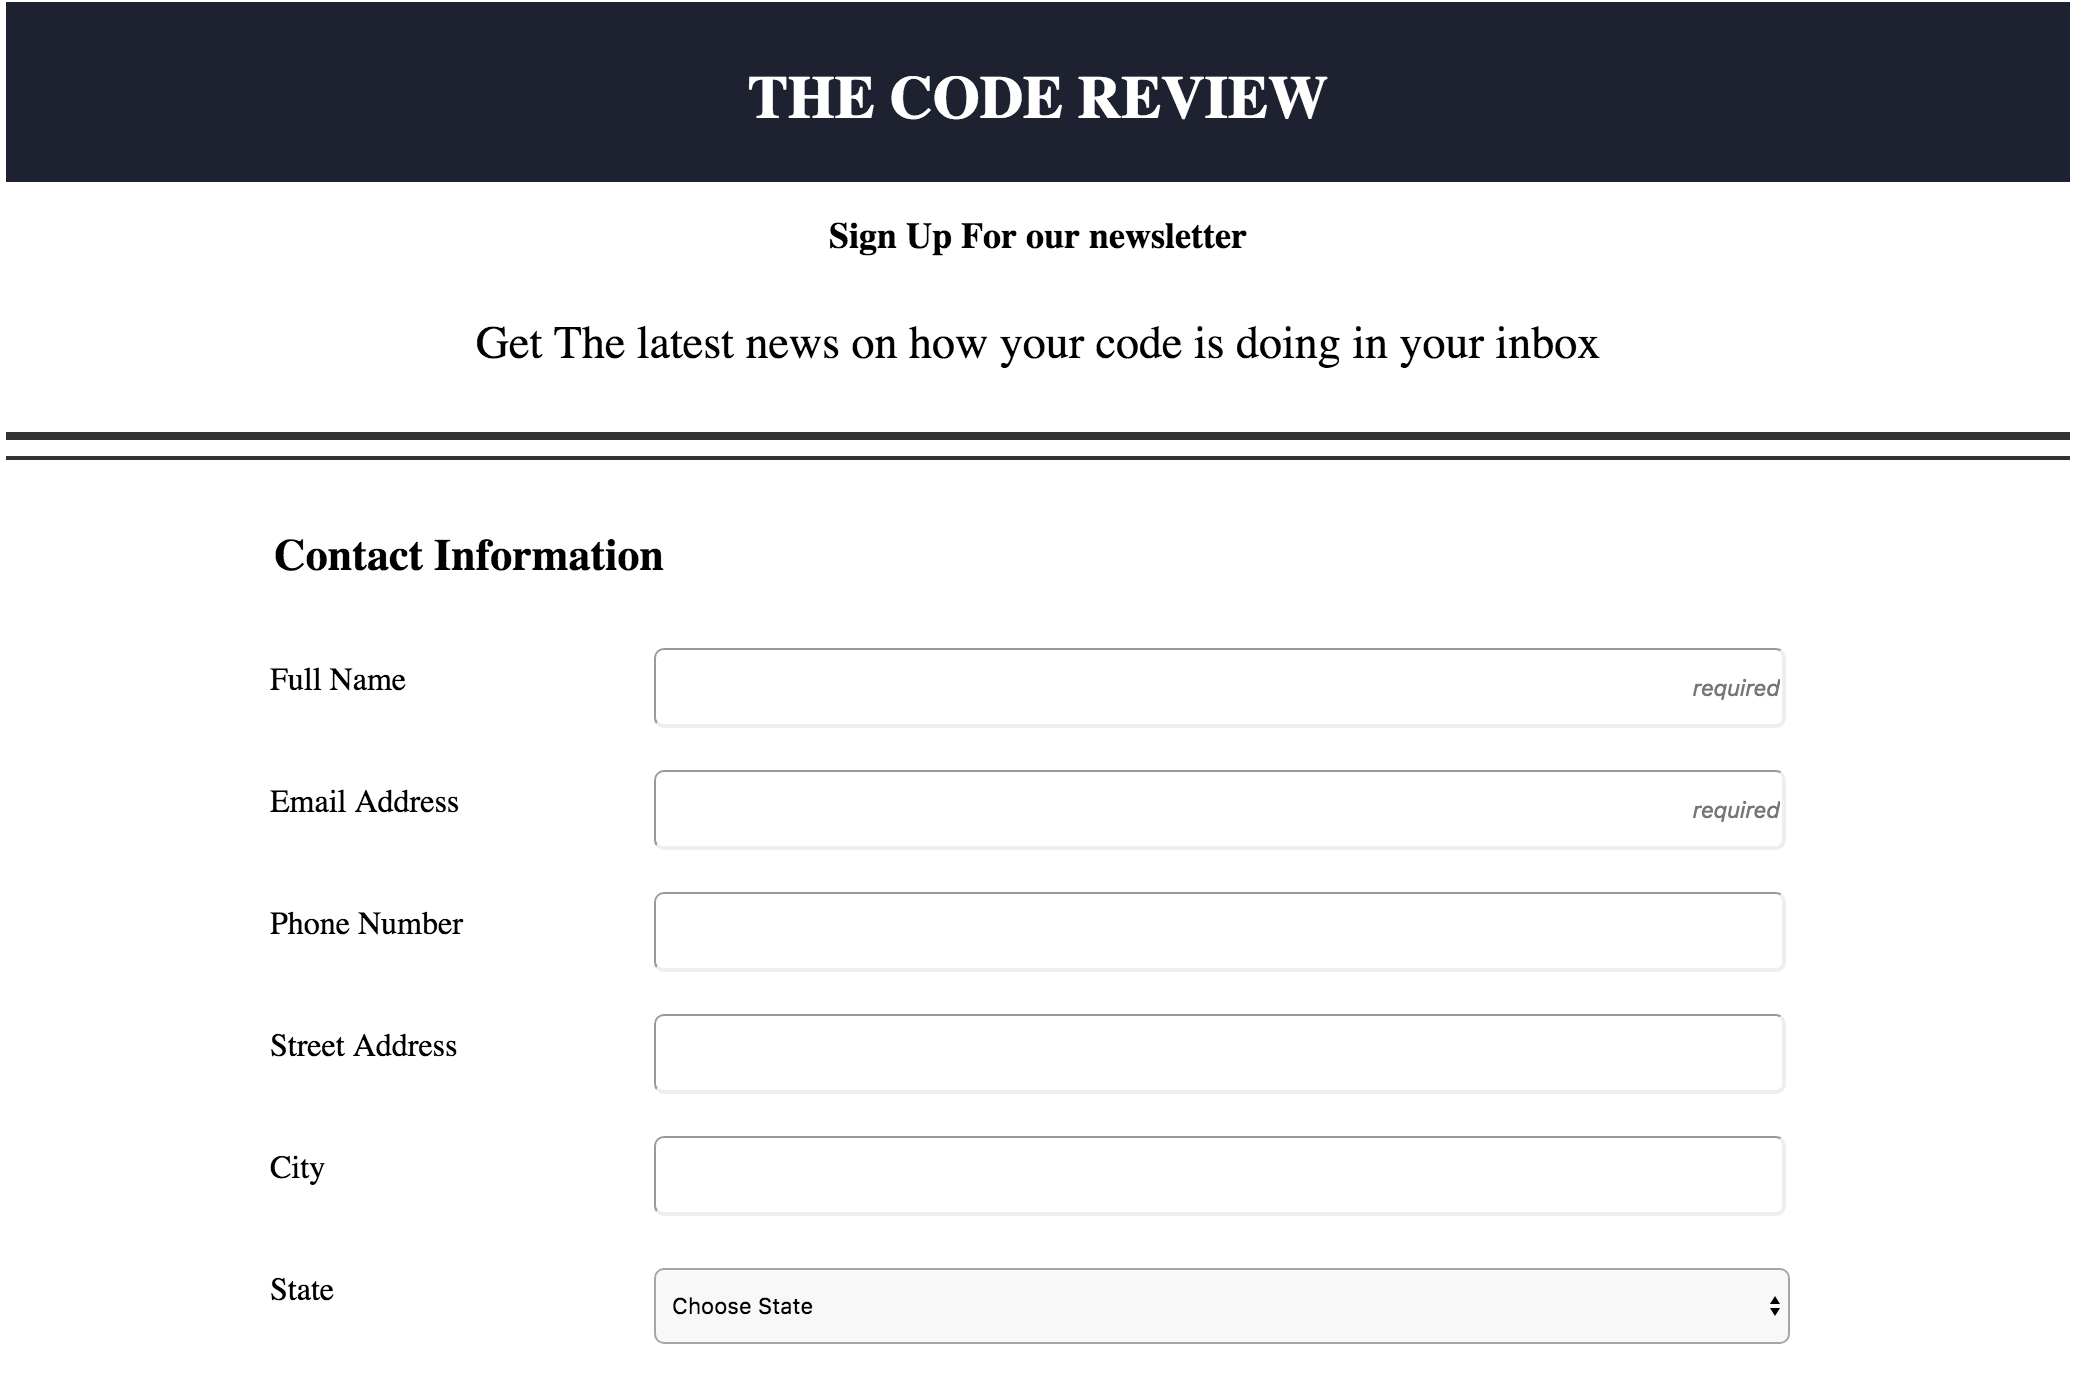 THE CODE REVIEW
Sign Up For our newsletter
Get The latest news on how your code is doing in your inbox
Contact Information
Full Name
required
Email Address
required
Phone Number
Street Address
City
State
Choose State